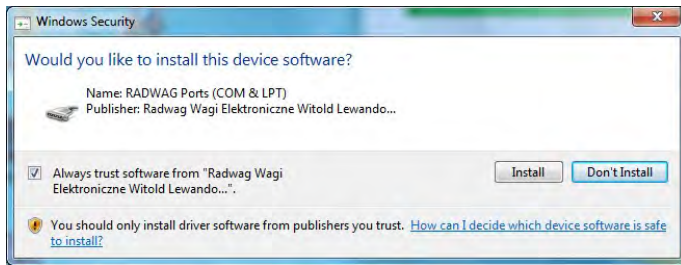 Windows Security
Would you like to install this device software?
Name: RADWAG Ports (COM & LPT)
Publisher: Radwag Wagi Elektroniczne Witold Lewando...
Always trust software from "Radwag Wagi
Elektroniczne Witold Lewando...".
Install
Don't Install
You should only install driver software from publishers you trust. How can I decide which device software is safe
to install?